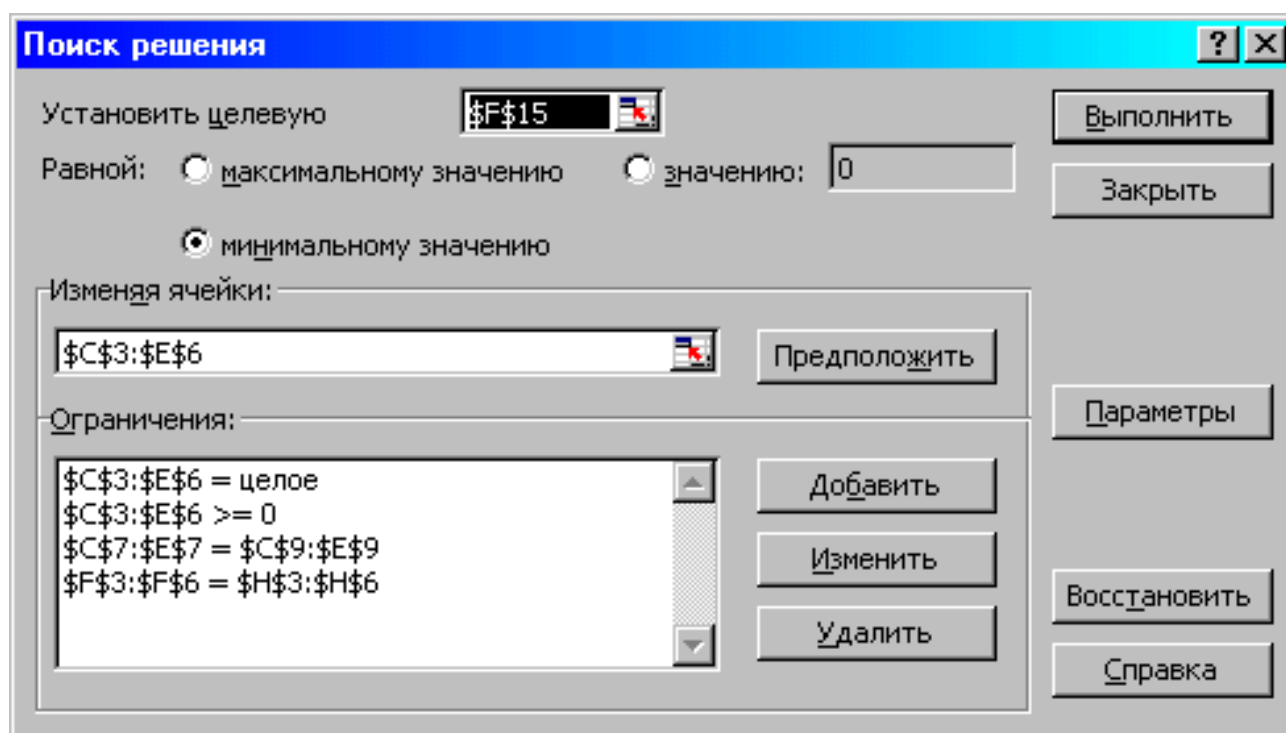 Поиск решения
Установить целевую $F$15 Выполнить
Равной: максимальному значению значению: 0 Закрыть
минимальному значению
Изменяя ячейки:
$C$3:$E$6 Предположить
Параметры
Ограничения:
$C$3:$E$6 = целое
$C$3:$E$6 >= 0
$C$7:$E$7 = $C$9:$E$9
$F$3:$F$6 = $H$3:$H$6
Добавить
Изменить
Удалить
Восстановить
Справка